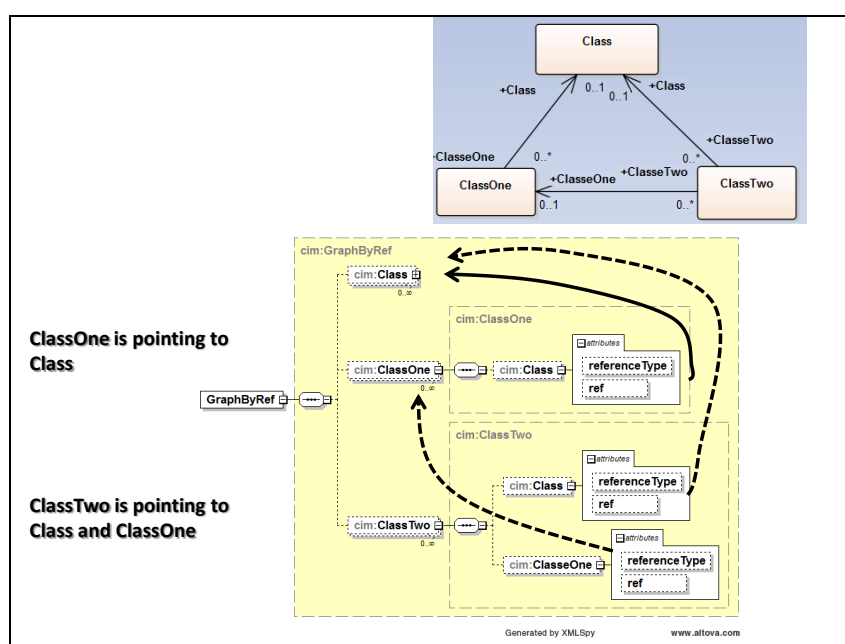 Class
+Class
0..1
0..1
+Class
+ClasseTwo
0..*
0..*
ClasseOne
+ClasseOne
+ClasseTwo
ClassOne
ClassTwo
0..1
0..*
cim:GraphByRef
cim:Class
0..∞
cim:ClassOne
ClassOne is pointing to
Class
attributes
referenceType
ref
cim:ClassOne
cim:Class
0..∞
GraphByRef
cim:ClassTwo
attributes
referenceType
ref
cim:Class
ClassTwo is pointing to
Class and ClassOne
cim:ClassTwo
0..∞
attributes
referenceType
ref
cim:ClasseOne
Generated by XMLSpy
www.altova.com